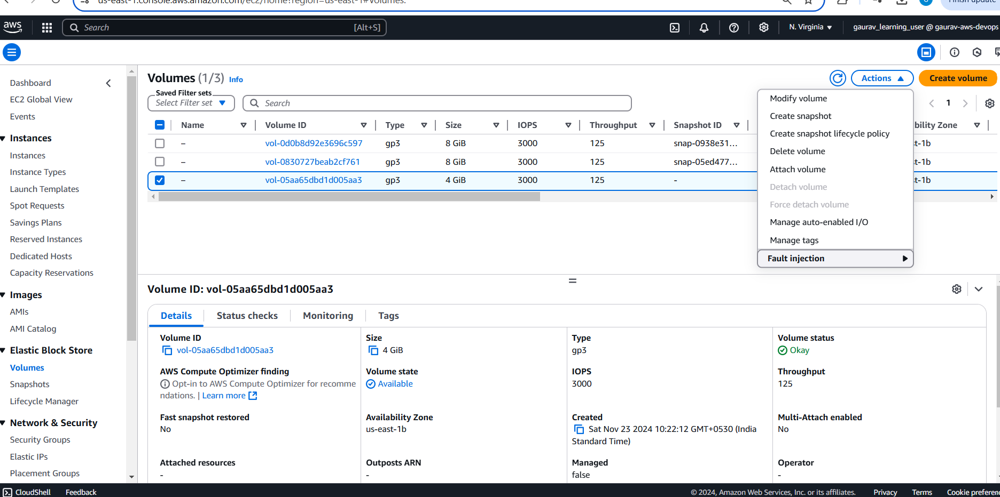 us-east-1.console.aws.amazon.com/ec2/home?region=us-east-1#Volumes:
Finish update
aws
Search [Alt+S]
N. Virginia
gaurav_learning_user @ gaurav-aws-devops
Dashboard
EC2 Global View
Events
Instances
Instances
Instance Types
Launch Templates
Spot Requests
Savings Plans
Reserved Instances
Dedicated Hosts
Capacity Reservations
Images
AMIs
AMI Catalog
Elastic Block Store
Volumes
Snapshots
Lifecycle Manager
Network & Security
Security Groups
Elastic IPs
Placement Groups
Volumes (1/3) Info
Actions
Create volume
Saved Filter sets
Select Filter set
Search
1
Name Volume ID Type Size IOPS Throughput Snapshot ID bility Zone
– vol-0d0b8d92e3696c597 gp3 8 GiB 3000 125 snap-0938e31... t-1b
– vol-0830727beab2cf761 gp3 8 GiB 3000 125 snap-05ed477... t-1b
– vol-05aa65dbd1d005aa3 gp3 4 GiB 3000 125 - t-1b
Modify volume
Create snapshot
Create snapshot lifecycle policy
Delete volume
Attach volume
Detach volume
Force detach volume
Manage auto-enabled I/O
Manage tags
Fault injection
Volume ID: vol-05aa65dbd1d005aa3
Details Status checks Monitoring Tags
Volume ID
vol-05aa65dbd1d005aa3
Size
4 GiB
Type
gp3
Volume status
Okay
AWS Compute Optimizer finding
Opt-in to AWS Compute Optimizer for recomme
ndations. | Learn more
Volume state
Available
IOPS
3000
Throughput
125
Fast snapshot restored
No
Availability Zone
us-east-1b
Created
Sat Nov 23 2024 10:22:12 GMT+0530 (India
Standard Time)
Multi-Attach enabled
No
Attached resources
-
Outposts ARN
-
Managed
false
Operator
-
CloudShell Feedback
© 2024, Amazon Web Services, Inc. or its affiliates. Privacy Terms Cookie preferen